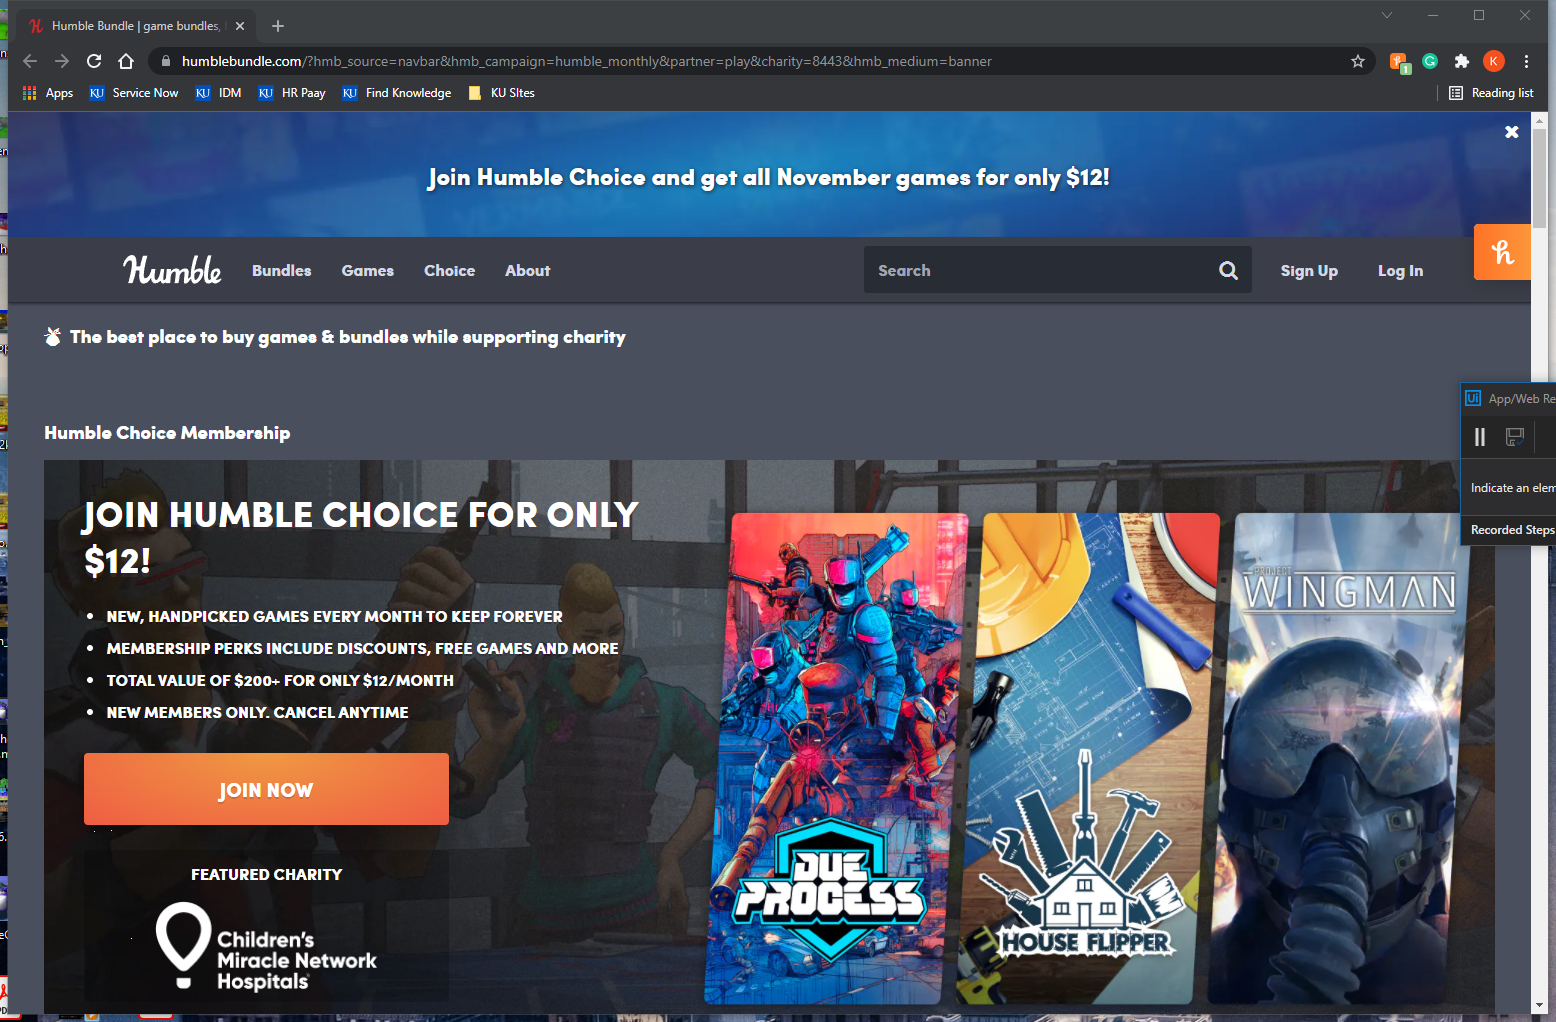 Humble Bundle | game bundles,
humblebundle.com/?hmb_source=navbar&hmb_campaign=humble_monthly&partner=play&charity=8443&hmb_medium=banner
1
G
K
Apps
KU Service Now
KU IDM
KU HR Paay
KU Find Knowledge
KU SItes
Reading list
Join Humble Choice and get all November games for only $12!
Humble
Bundles
Games
Choice
About
Search
Sign Up
Log In
h
The best place to buy games & bundles while supporting charity
Ui App/Web Re
Humble Choice Membership
Indicate an elem
Recorded Steps
JOIN HUMBLE CHOICE FOR ONLY
$12!
• NEW, HANDPICKED GAMES EVERY MONTH TO KEEP FOREVER
• MEMBERSHIP PERKS INCLUDE DISCOUNTS, FREE GAMES AND MORE
• TOTAL VALUE OF $200+ FOR ONLY $12/MONTH
• NEW MEMBERS ONLY. CANCEL ANYTIME
JOIN NOW
FEATURED CHARITY
Children's
Miracle Network
Hospitals
DUE
PROCESS
HOUSE FLIPPER
PROJECT
WINGMAN